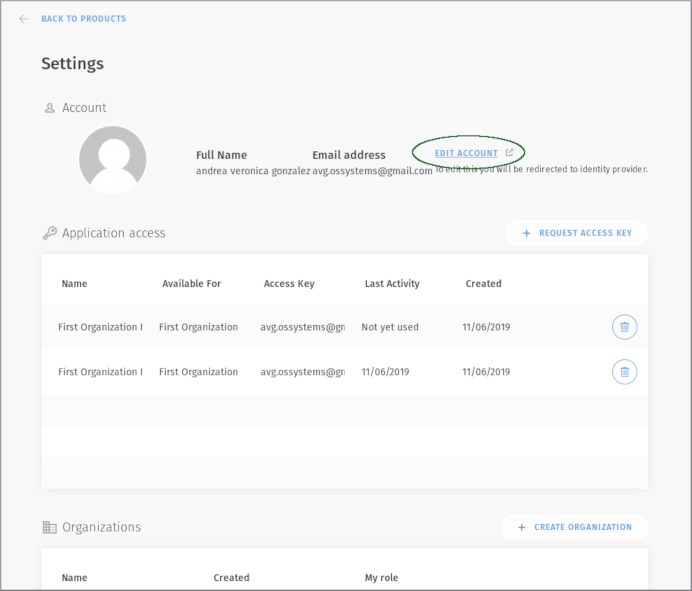 BACK TO PRODUCTS
Settings
Account
Full Name Email address EDIT ACCOUNT
andrea veronica gonzalez avg.ossystems@gmail.com To edit this you will be redirected to identity provider.
Application access + REQUEST ACCESS KEY
Name Available For Access Key Last Activity Created
First Organization I First Organization avg.ossystems@gm Not yet used 11/06/2019
First Organization I First Organization avg.ossystems@gm 11/06/2019 11/06/2019
Organizations + CREATE ORGANIZATION
Name Created My role